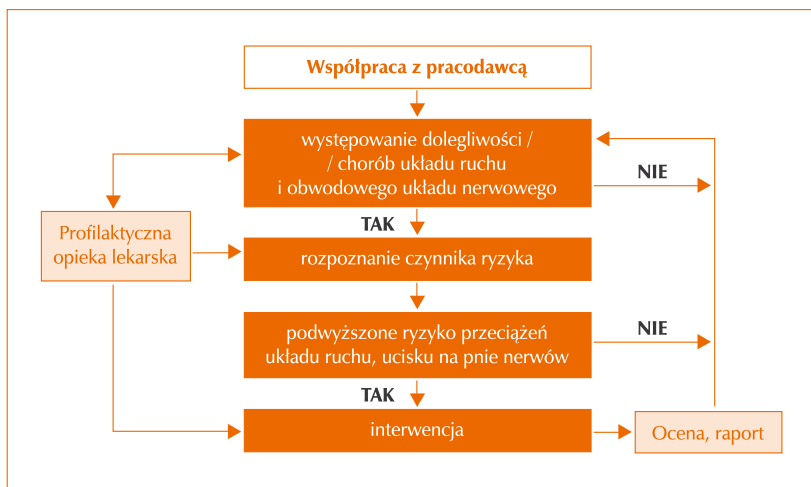 Współpraca z pracodawcą
występowanie dolegliwości /
/ chorób układu ruchu
i obwodowego układu nerwowego
NIE
TAK
Profilaktyczna
opieka lekarska
rozpoznanie czynnika ryzyka
podwyższone ryzyko przeciążeń
układu ruchu, ucisku na pnie nerwów
NIE
TAK
interwencja
Ocena, raport